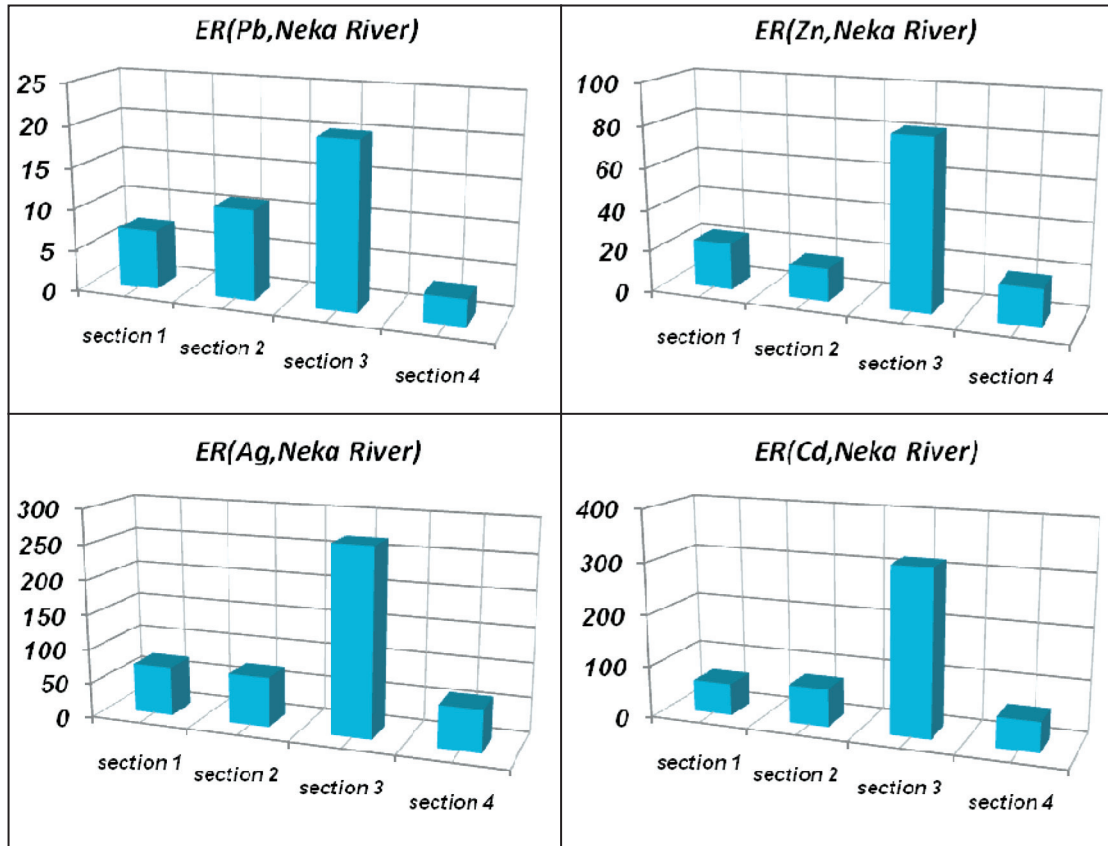 ER(Pb,Neka River)
25
20
15
10
5
0
section 1
section 2
section 3
section 4
ER(Zn,Neka River)
100
80
60
40
20
0
section 1
section 2
section 3
section 4
ER(Ag,Neka River)
300
250
200
150
100
50
0
section 1
section 2
section 3
section 4
ER(Cd,Neka River)
400
300
200
100
0
section 1
section 2
section 3
section 4